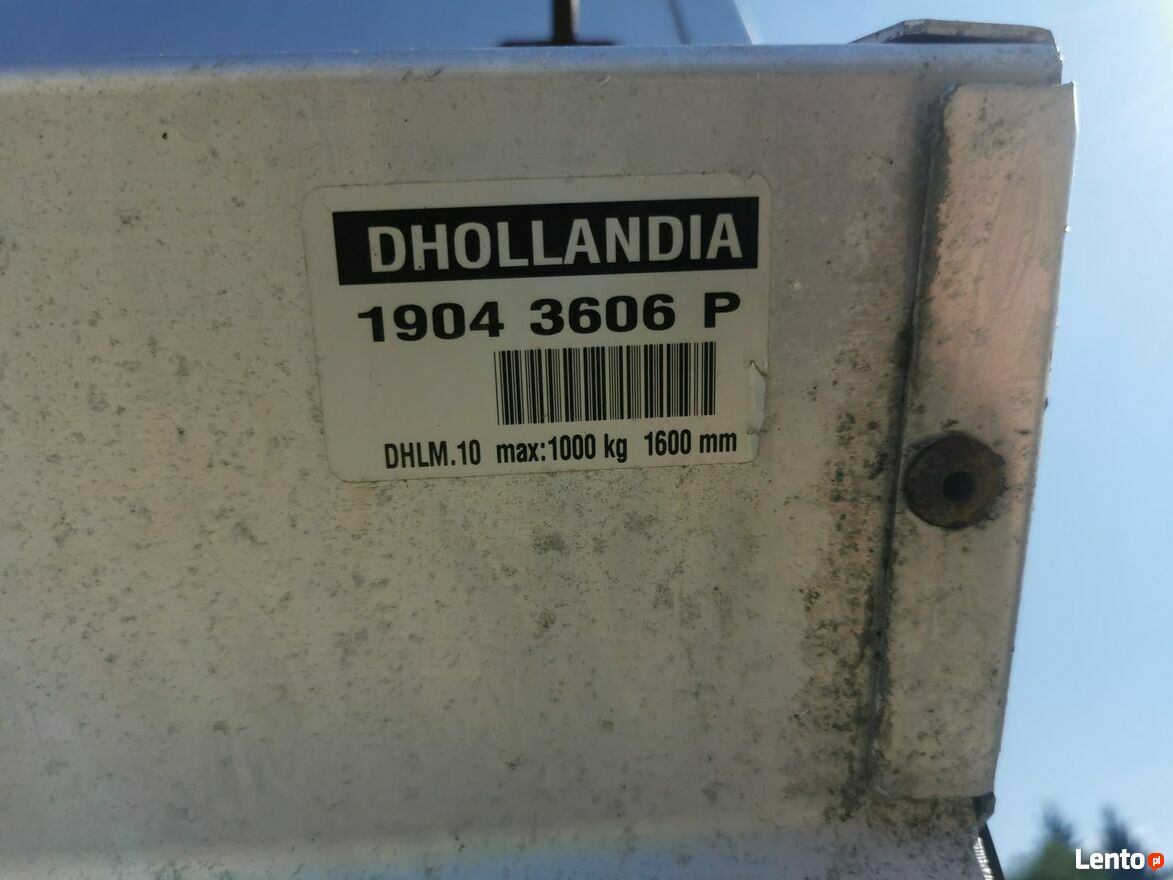 DHOLLANDIA
1904 3606 P
DHLM.10 max:1000 kg 1600 mm
Lento pl